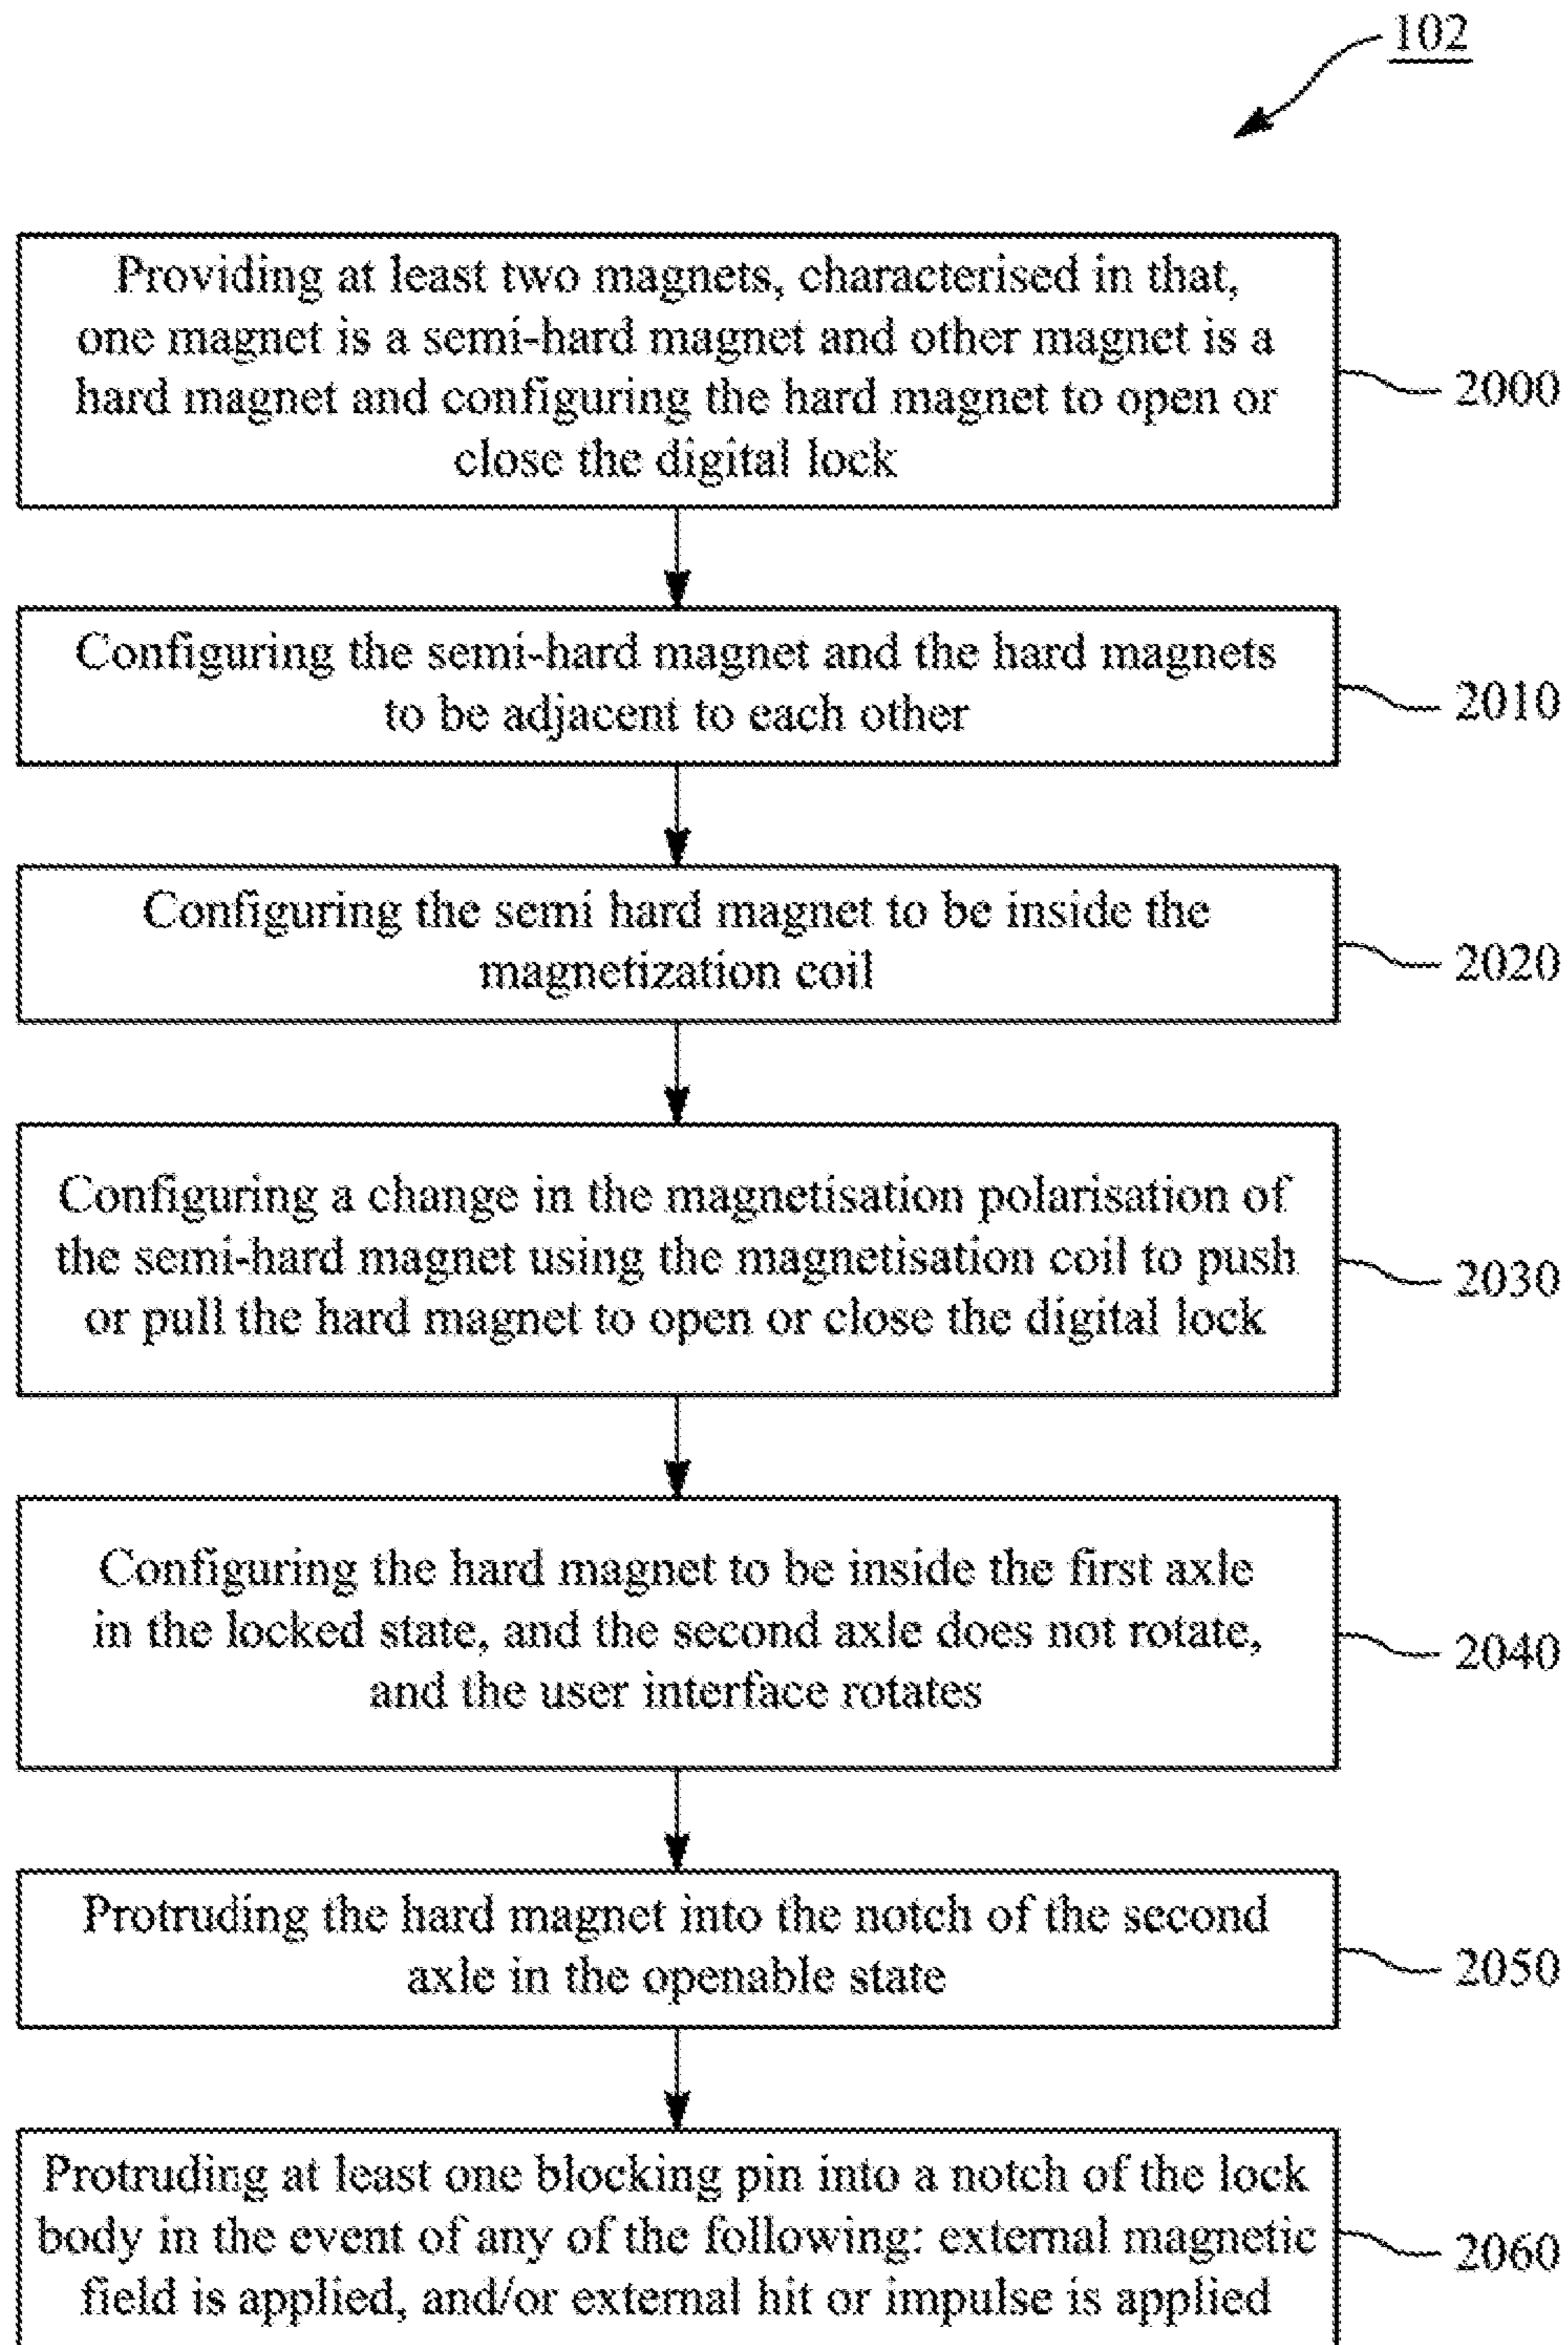 102
Providing at least two magnets, characterised in that,
one magnet is a semi-hard magnet and other magnet is a
hard magnet and configuring the hard magnet to open or
close the digital lock
2000
Configuring the semi-hard magnet and the hard magnets
to be adjacent to each other
2010
Configuring the semi hard magnet to be inside the
magnetization coil
2020
Configuring a change in the magnetisation polarisation of
the semi-hard magnet using the magnetisation coil to push
or pull the hard magnet to open or close the digital lock
2030
Configuring the hard magnet to be inside the first axle
in the locked state, and the second axle does not rotate,
and the user interface rotates
2040
Protruding the hard magnet into the notch of the second
axle in the openable state
2050
Protruding at least one blocking pin into a notch of the lock
body in the event of any of the following: external magnetic
field is applied, and/or external hit or impulse is applied
2060